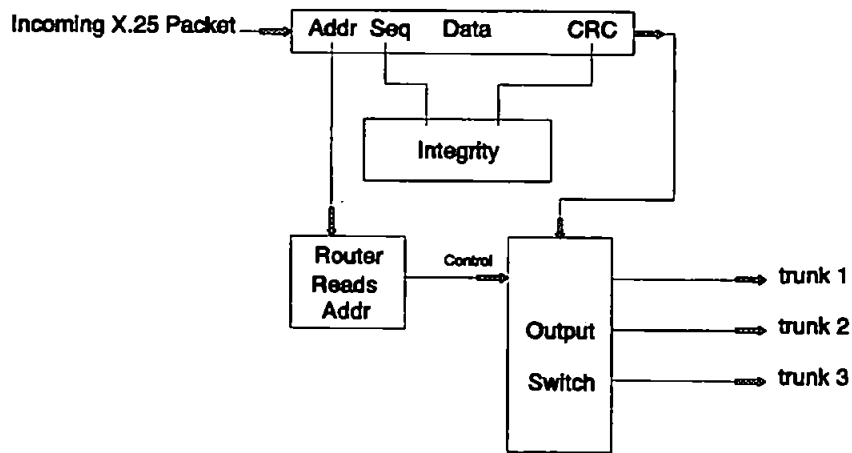 Incoming X.25 Packet
Addr Seq Data CRC
Integrity
Router
Reads
Addr
Control
Output
Switch
trunk 1
trunk 2
trunk 3